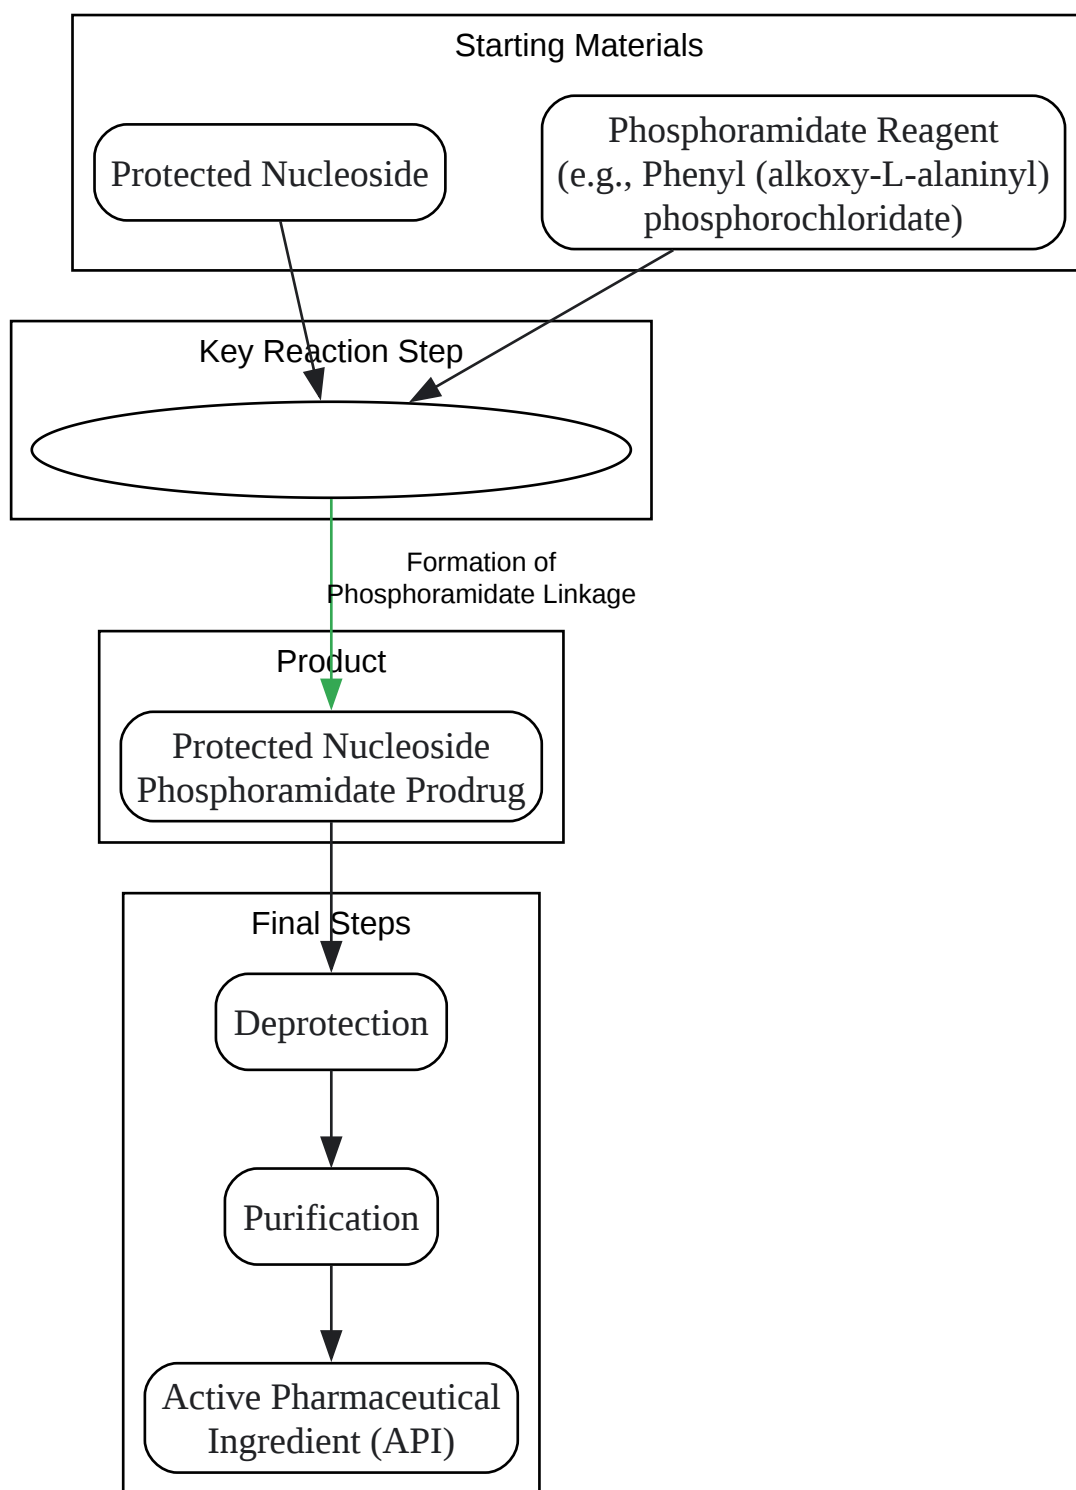 Starting Materials
Protected Nucleoside
Phosphoramidate Reagent
(e.g., Phenyl (alkoxy-L-alaninyl)
phosphorochloridate)
Key Reaction Step
Formation of
Phosphoramidate Linkage
Product
Protected Nucleoside
Phosphoramidate Prodrug
Final Steps
Deprotection
Purification
Active Pharmaceutical
Ingredient (API)